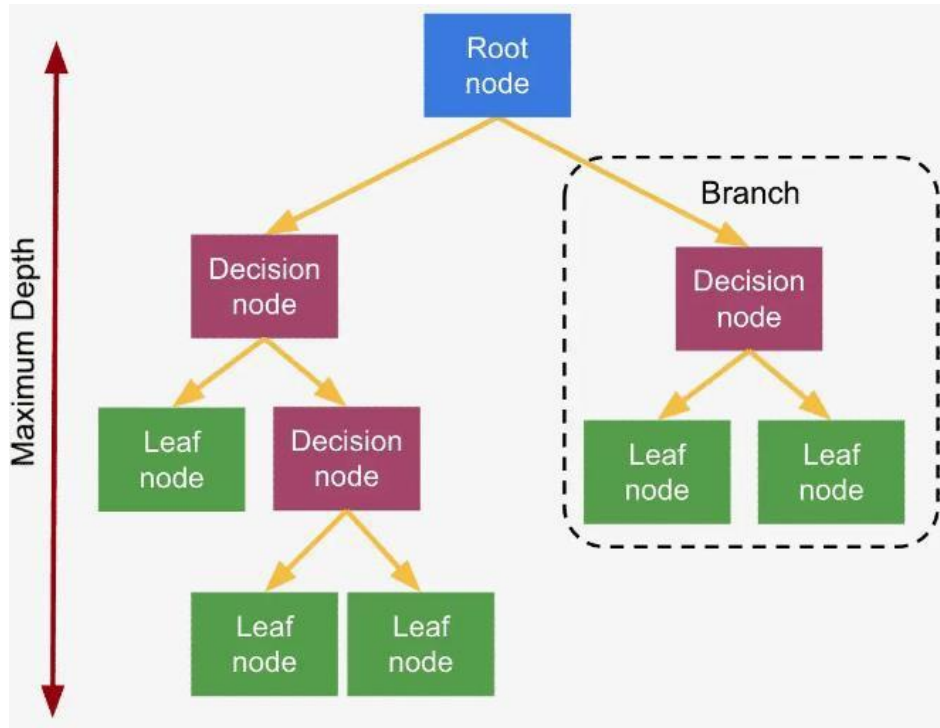 Root
node
Branch
Maximum Depth
Decision
node
Decision
node
Leaf
node
Decision
node
Leaf
node
Leaf
node
Leaf
node
Leaf
node